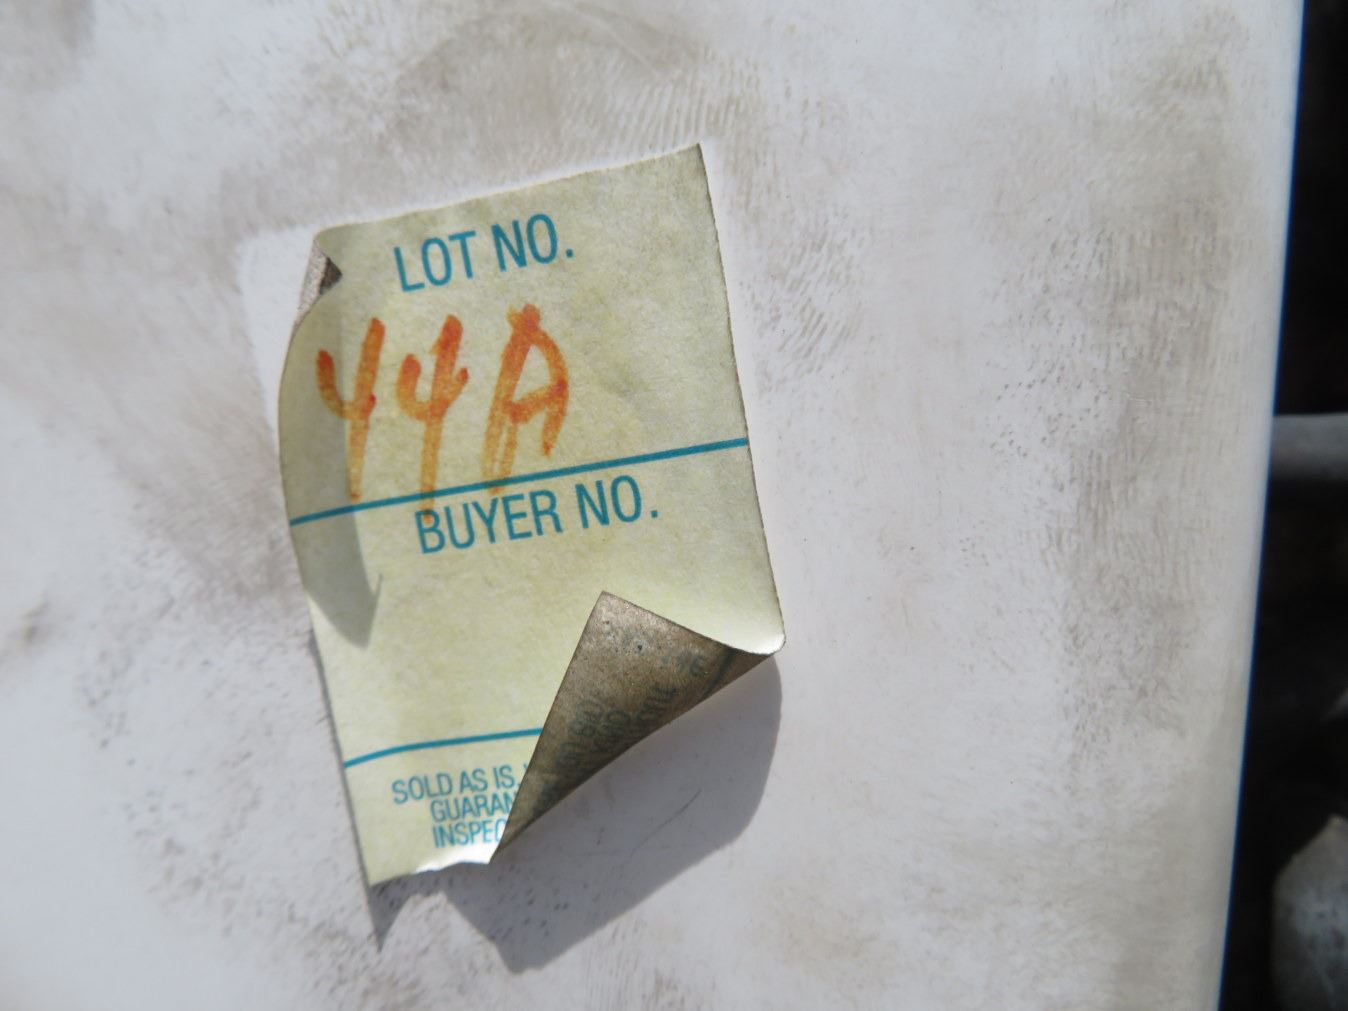 LOT NO.
44A
BUYER NO.
SOLD AS IS,
GUARAN
INSPEC